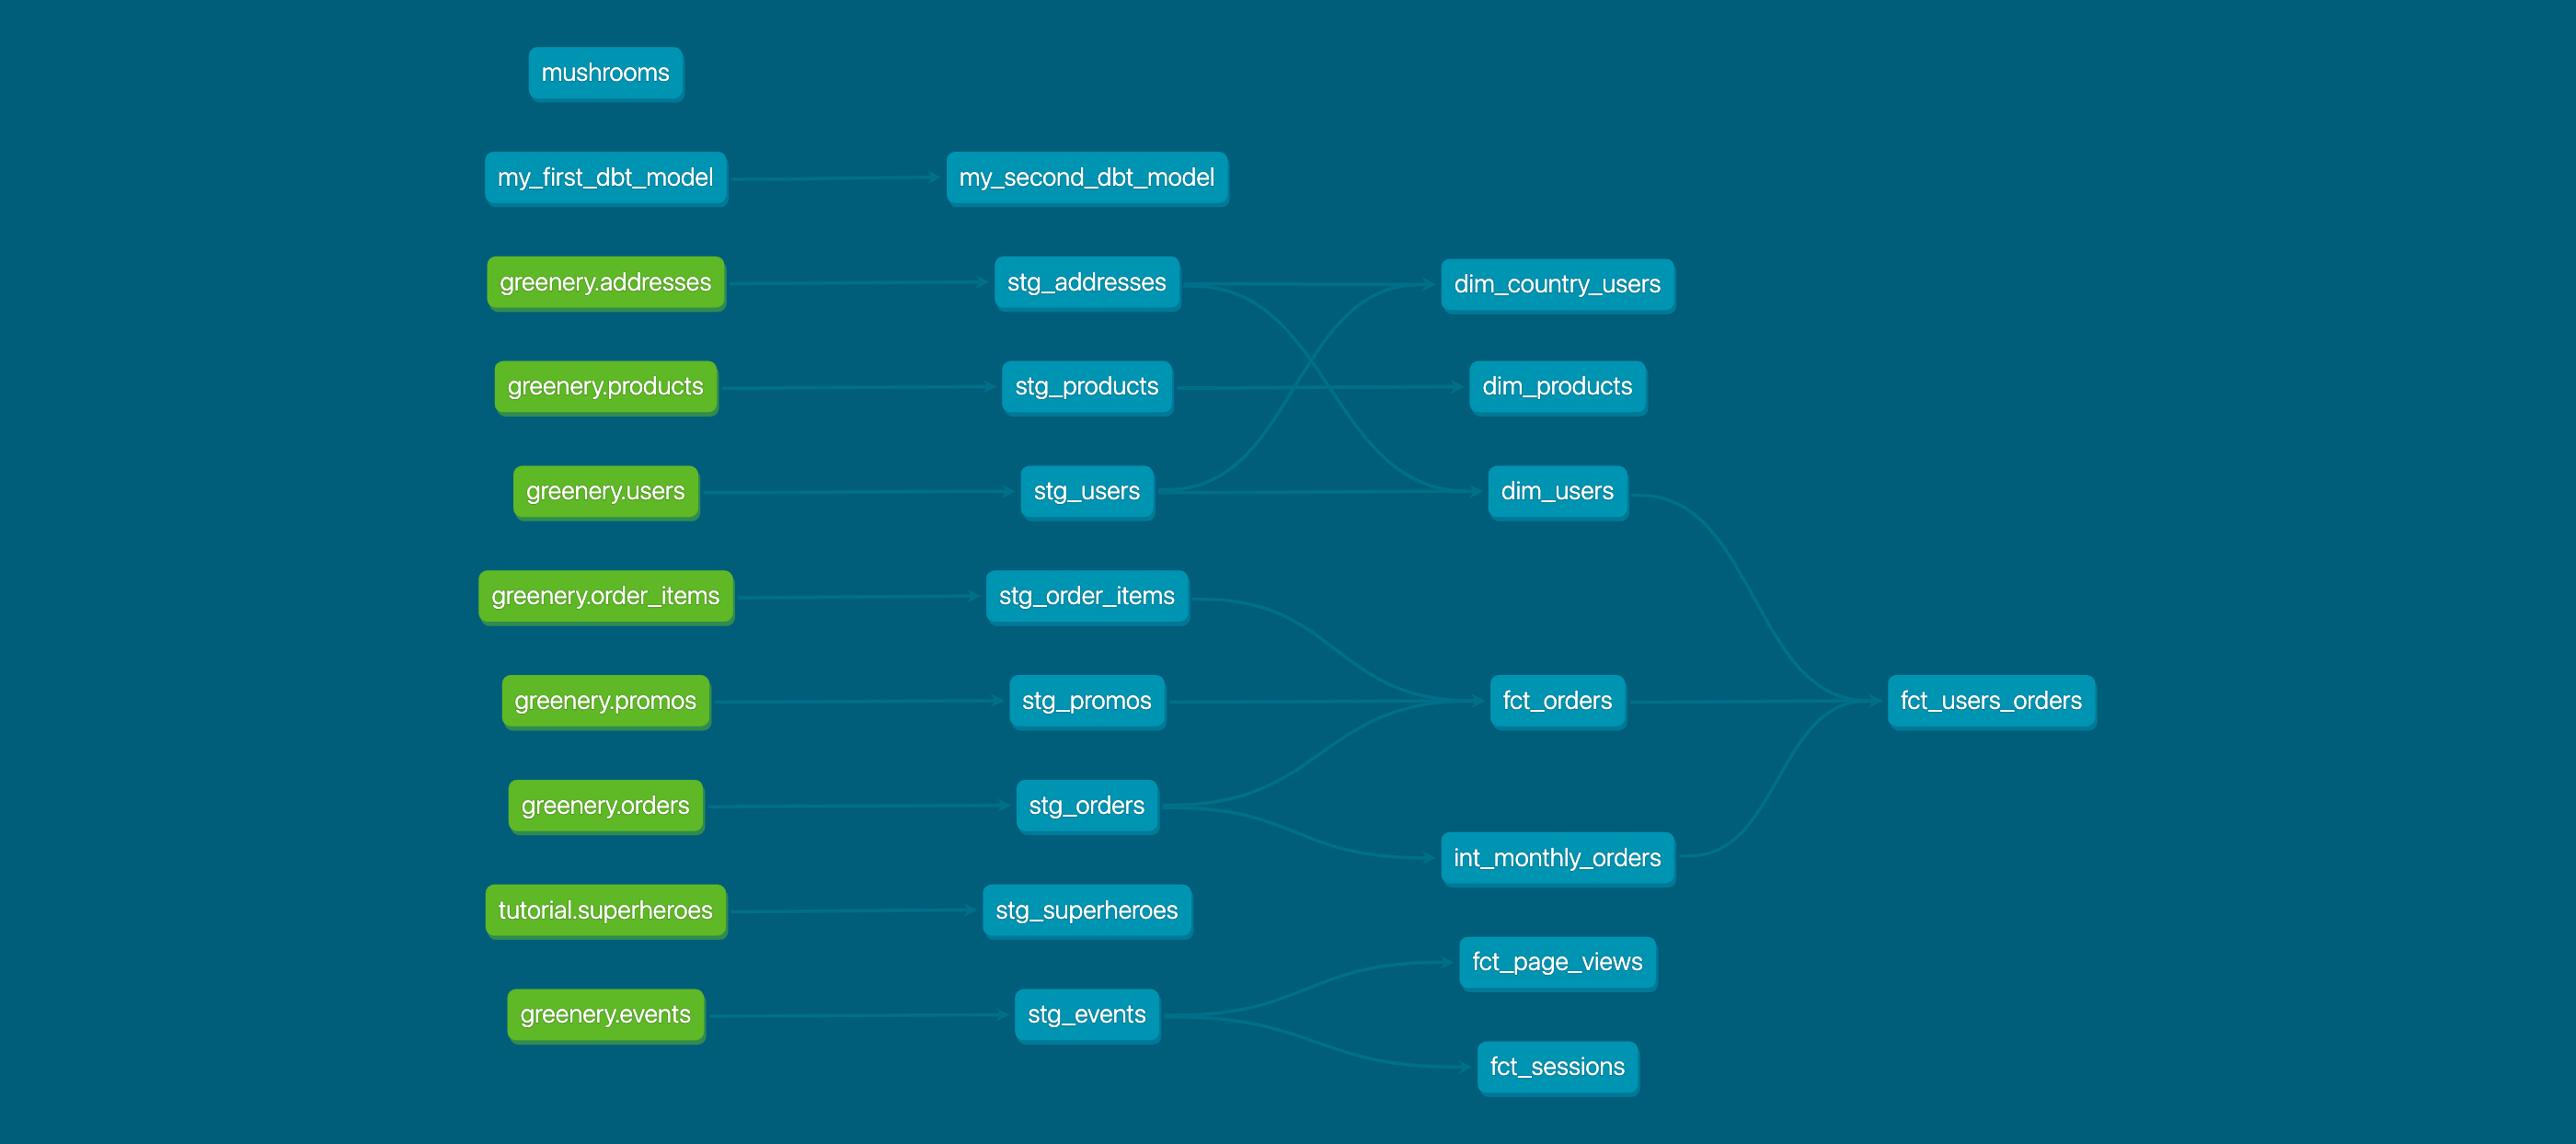 mushrooms
my_first_dbt_model
my_second_dbt_model
greenery.addresses
stg_addresses
dim_country_users
greenery.products
stg_products
dim_products
greenery.users
stg_users
dim_users
greenery.order_items
stg_order_items
greenery.promos
stg_promos
fct_orders
fct_users_orders
greenery.orders
stg_orders
int_monthly_orders
tutorial.superheroes
stg_superheroes
fct_page_views
greenery.events
stg_events
fct_sessions